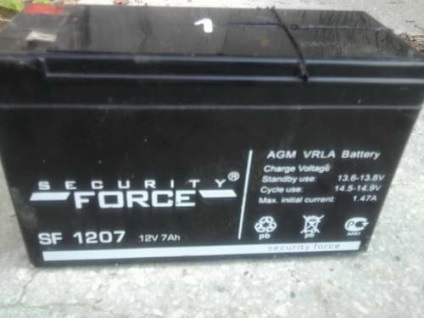 1
AGM VRLA Battery
Charge Voltage
Standby use: 13.6-13.8V
Cycle use: 14.5-14.9V
Max. initial current: 1.47A
SECURITY®
FORCE
SF 1207 12V 7Ah
pb pb
security force